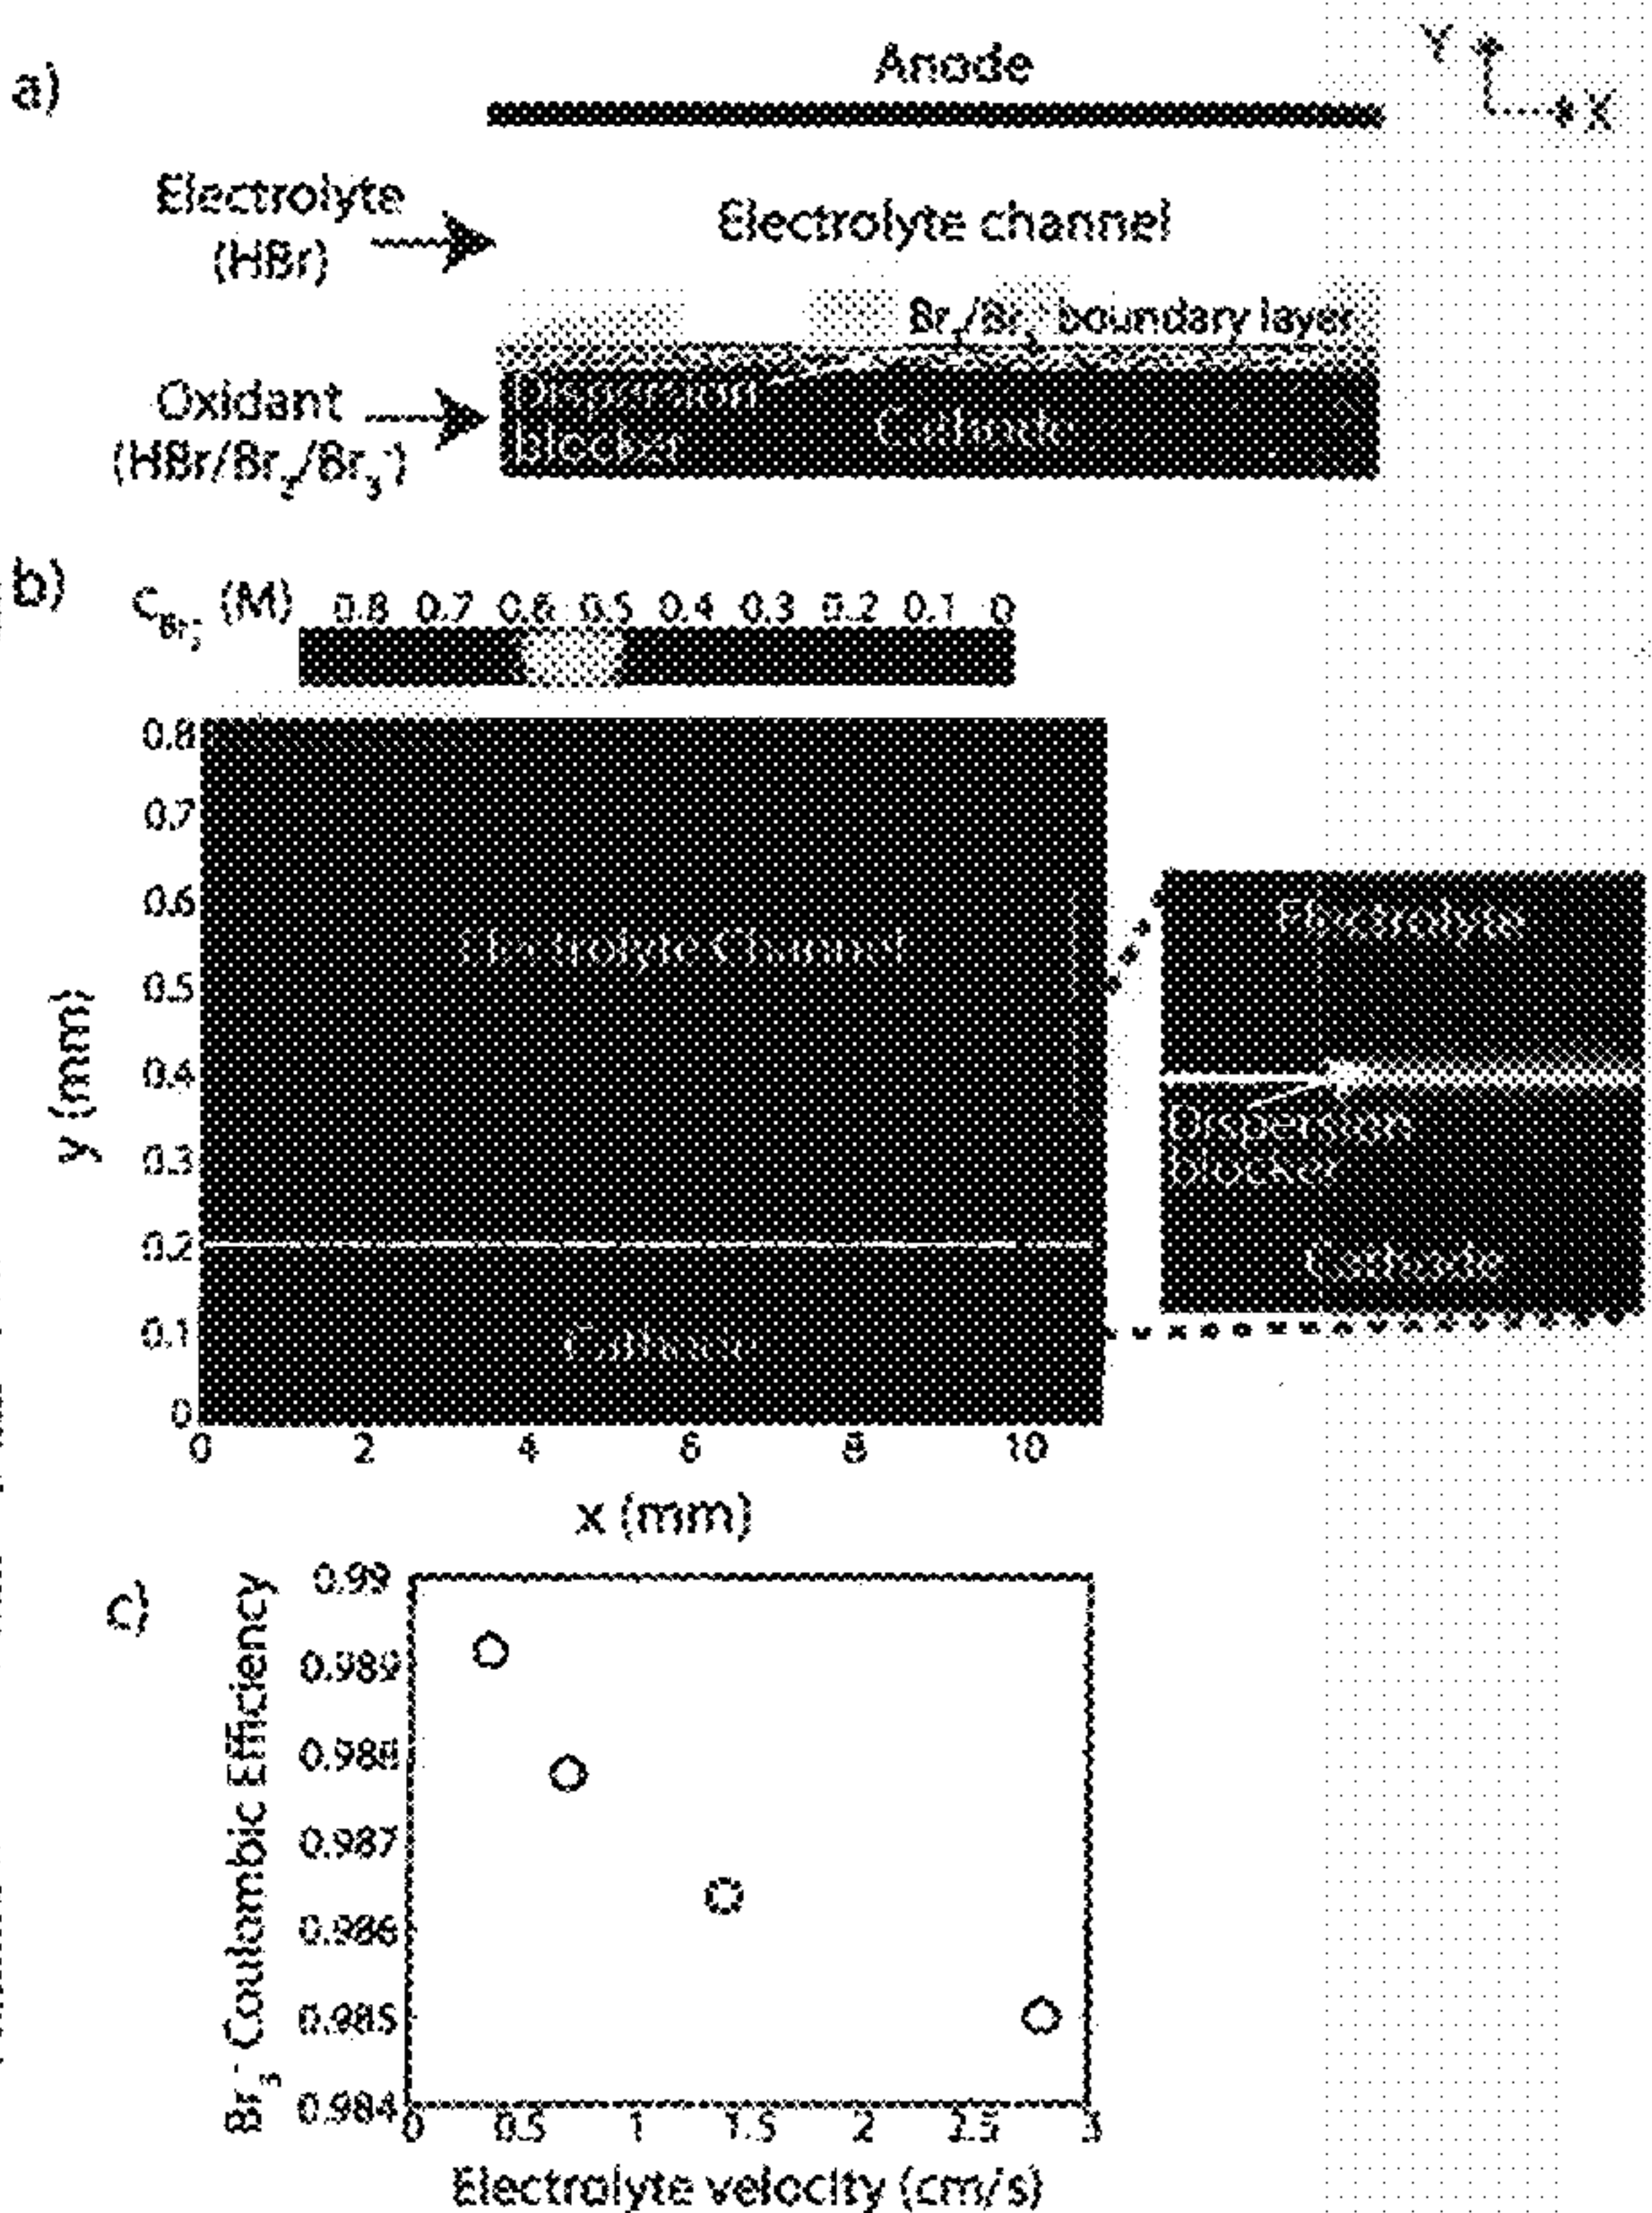 a)
Anode
Y
X
Electrolyte
(HBr)
Electrolyte channel
boundary layer
Dispersion
blocker
Cathode
Oxidant
(HBr/Br₂/Br₃⁻)
b)
(M) 0.8 0.7 0.6 0.5 0.4 0.3 0.2 0.1 0
0.8
0.7
0.6
0.5
0.4
0.3
0.2
0.1
0
y (mm)
Electrolyte Channel
Cathode
Electrolyte
Dispersion
blocker
Cathode
0 2 4 6 8 10
x (mm)
c)
0.99
0.989
0.988
0.987
0.986
0.985
0.984
Br₃⁻ Coulombic Efficiency
0 0.5 1 1.5 2 2.5 3
Electrolyte velocity (cm/s)